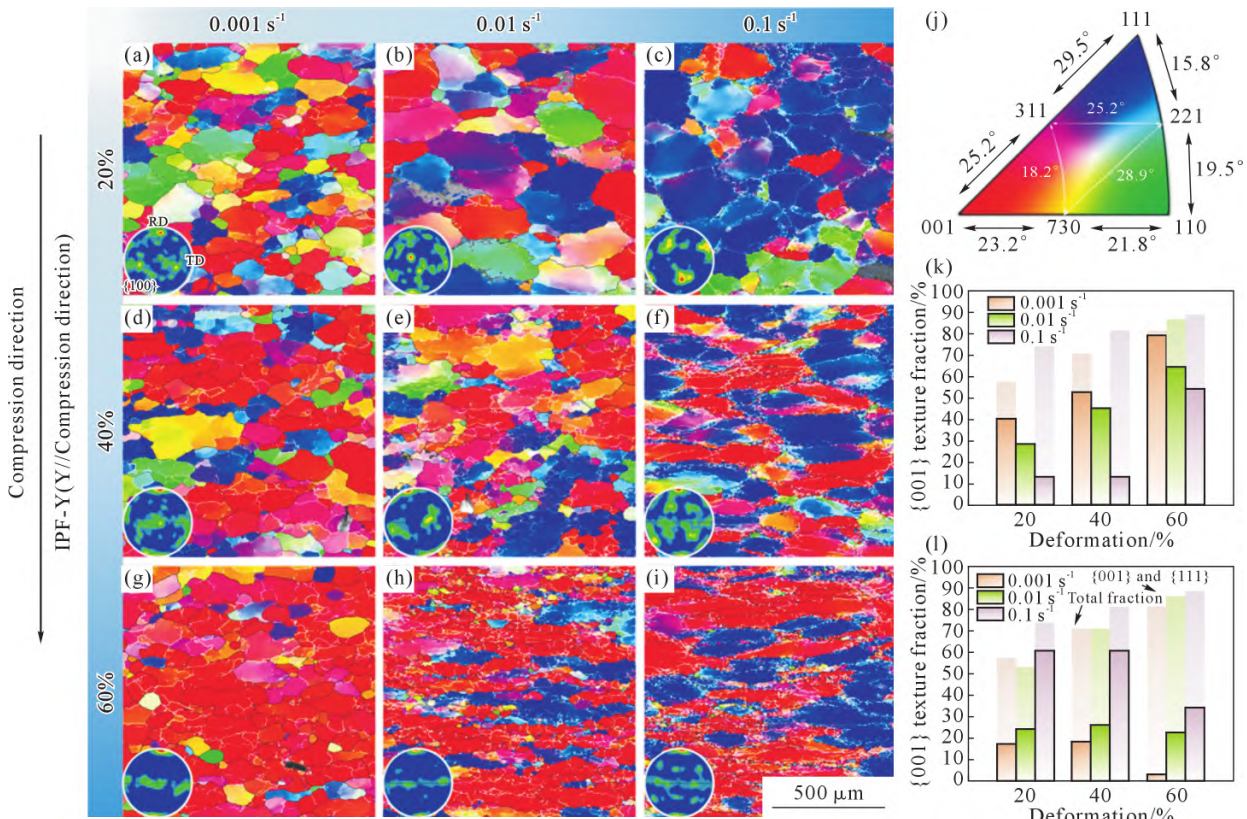 0.001 s⁻¹
0.01 s⁻¹
0.1 s⁻¹
Compression direction
IPF-Y(Y//Compression direction)
20%
40%
60%
(a)
RD
TD
{100}
(b)
(c)
(d)
(e)
(f)
(g)
(h)
(i)
500 μm
(j)
111
29.5°
15.8°
311
25.2°
221
25.2°
18.2°
28.9°
19.5°
001
730
110
23.2°
21.8°
(k)
{001} texture fraction/%
100
90
80
70
60
50
40
30
20
10
0
0.001 s⁻¹
0.01 s⁻¹
0.1 s⁻¹
20 40 60
Deformation/%
(l)
{001} texture fraction/%
100
90
80
70
60
50
40
30
20
10
0
0.001 s⁻¹
0.01 s⁻¹
0.1 s⁻¹
{001} and {111}
Total fraction
20 40 60
Deformation/%